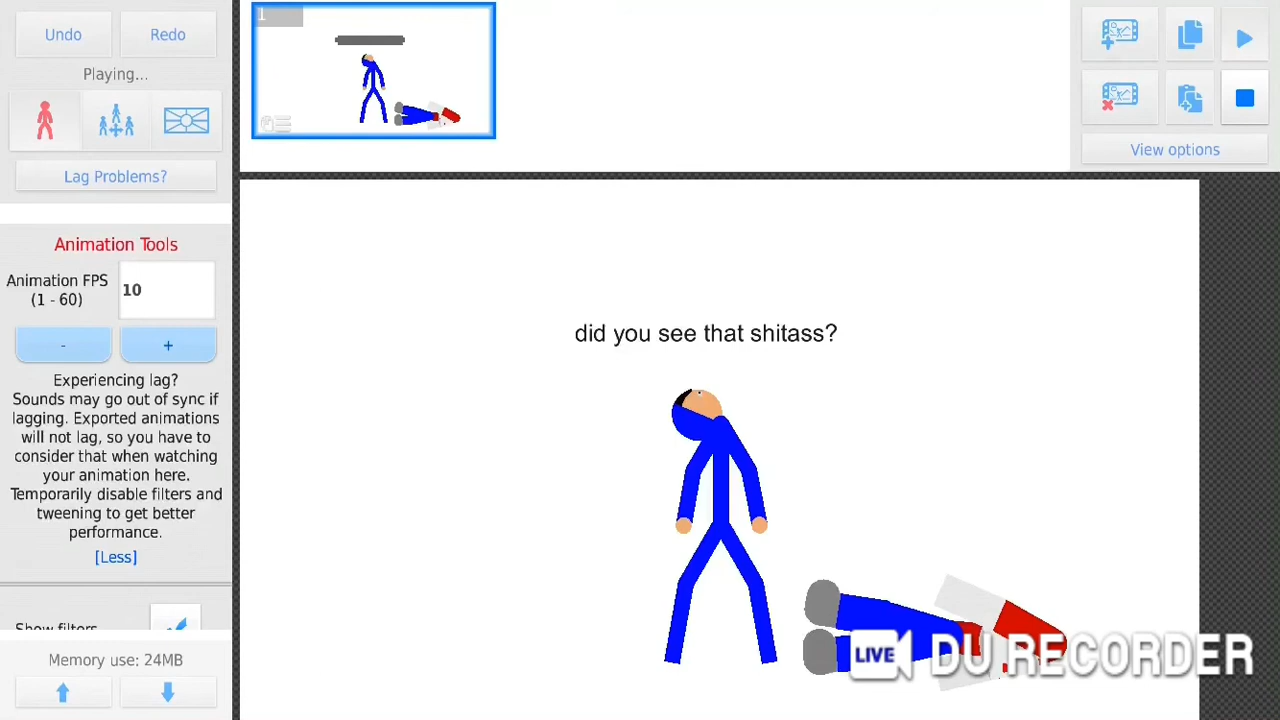 Undo
Redo
1
Playing...
Lag Problems?
View options
Animation Tools
Animation FPS
(1 - 60)
10
-
+
did you see that shitass?
Experiencing lag?
Sounds may go out of sync if
lagging. Exported animations
will not lag, so you have to
consider that when watching
your animation here.
Temporarily disable filters and
tweening to get better
performance.
[Less]
Show filters
Memory use: 24MB
LIVE DU RECORDER